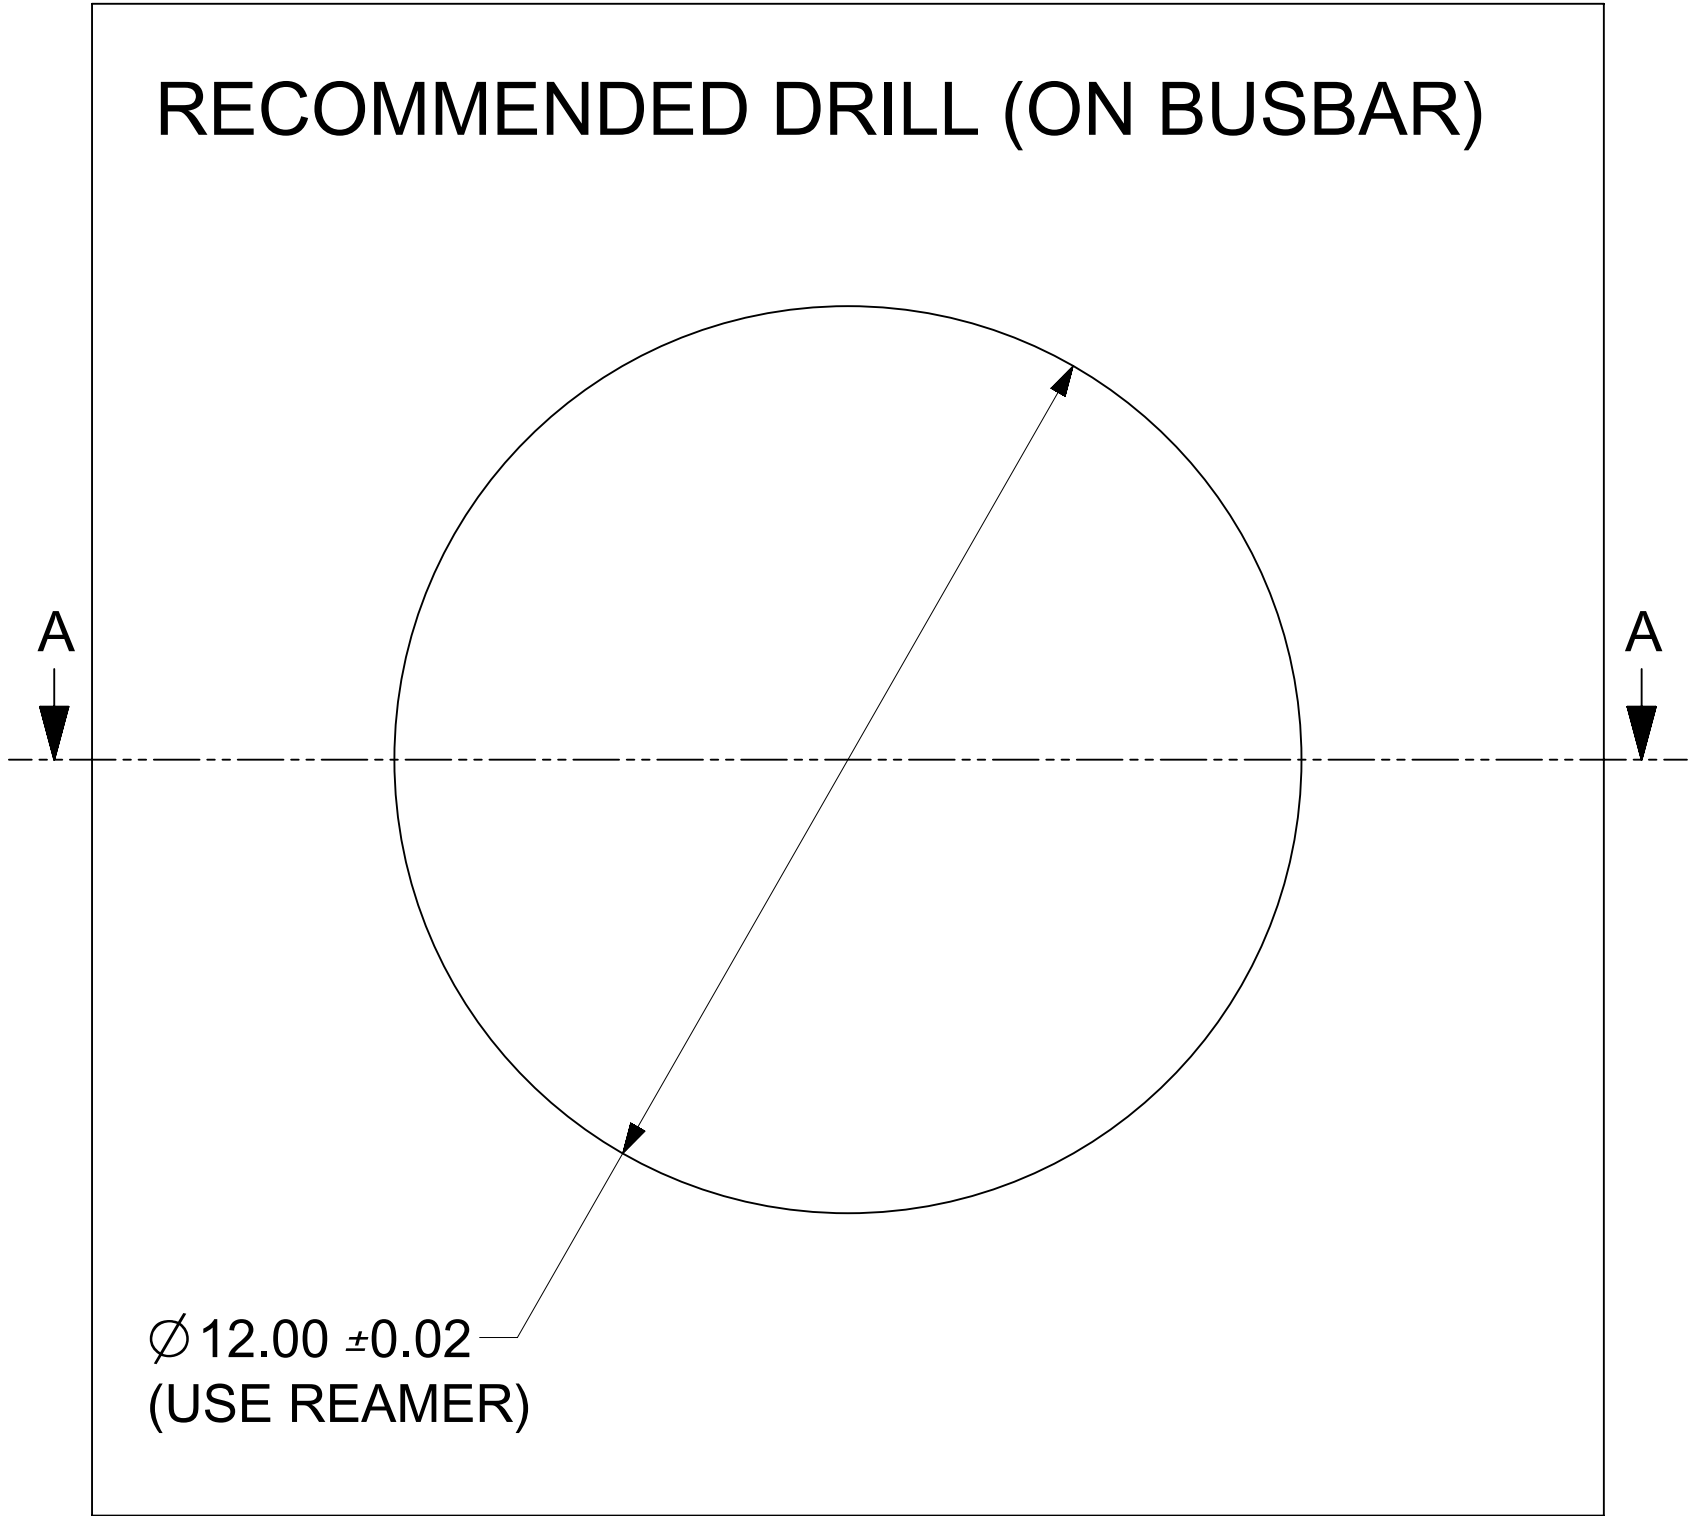 RECOMMENDED DRILL (ON BUSBAR)
A
A
∅12.00 ±0.02
(USE REAMER)